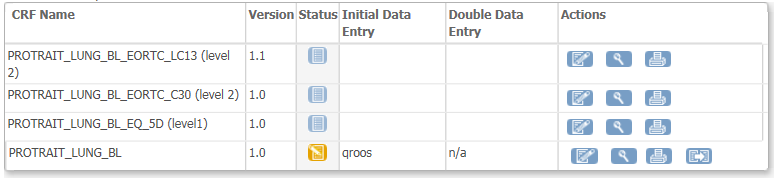 CRF Name Version Status Initial Data Entry Double Data Entry Actions
PROTRAIT_LUNG_BL_EORTC_LC13 (level 2) 1.1
PROTRAIT_LUNG_BL_EORTC_C30 (level 2) 1.0
PROTRAIT_LUNG_BL_EQ_5D (level1) 1.0
PROTRAIT_LUNG_BL 1.0 qroos n/a